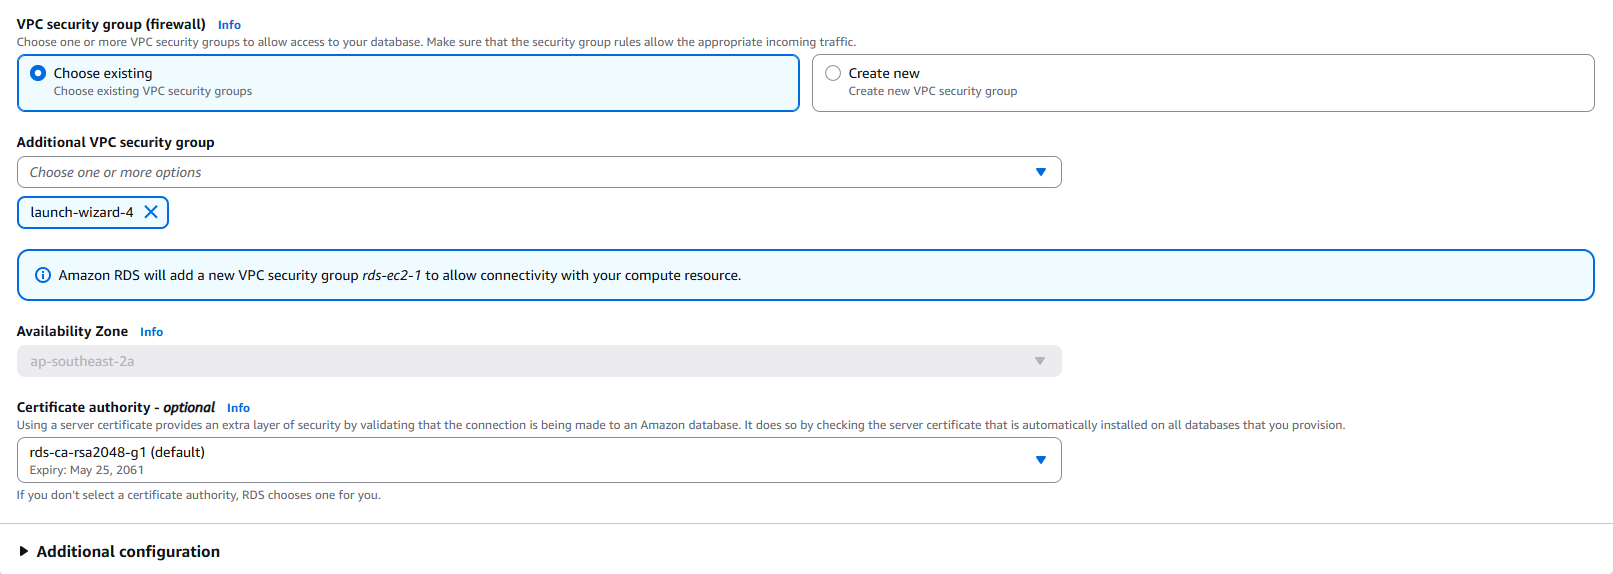 VPC security group (firewall) Info
Choose one or more VPC security groups to allow access to your database. Make sure that the security group rules allow the appropriate incoming traffic.
Choose existing
Choose existing VPC security groups
Create new
Create new VPC security group
Additional VPC security group
Choose one or more options
launch-wizard-4
Amazon RDS will add a new VPC security group rds-ec2-1 to allow connectivity with your compute resource.
Availability Zone Info
ap-southeast-2a
Certificate authority - optional Info
Using a server certificate provides an extra layer of security by validating that the connection is being made to an Amazon database. It does so by checking the server certificate that is automatically installed on all databases that you provision.
rds-ca-rsa2048-g1 (default)
Expiry: May 25, 2061
If you don't select a certificate authority, RDS chooses one for you.
Additional configuration